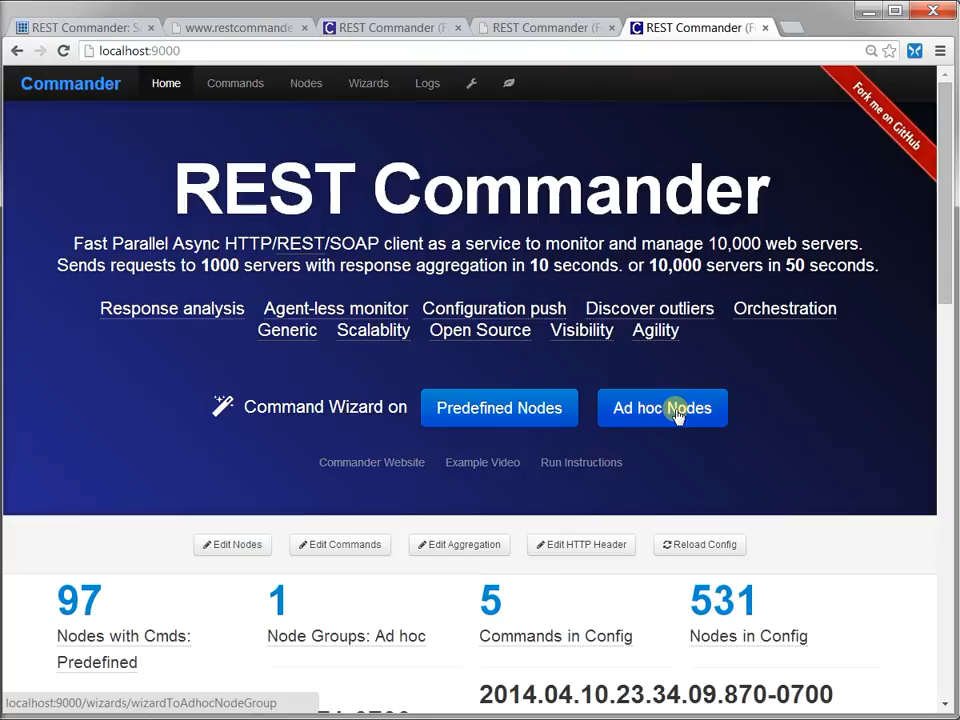 REST Commander: S
www.restcommande
REST Commander (F
REST Commander (F
REST Commander (F
localhost:9000
Commander
Home
Commands
Nodes
Wizards
Logs
Fork me on GitHub
REST Commander
Fast Parallel Async HTTP/REST/SOAP client as a service to monitor and manage 10,000 web servers.
Sends requests to 1000 servers with response aggregation in 10 seconds. or 10,000 servers in 50 seconds.
Response analysis Agent-less monitor Configuration push Discover outliers Orchestration
Generic Scalablity Open Source Visibility Agility
Command Wizard on
Predefined Nodes
Ad hoc Nodes
Commander Website Example Video Run Instructions
Edit Nodes
Edit Commands
Edit Aggregation
Edit HTTP Header
Reload Config
97
1
5
531
Nodes with Cmds:
Node Groups: Ad hoc
Commands in Config
Nodes in Config
Predefined
2014.04.10.23.34.09.870-0700
localhost:9000/wizards/wizardToAdhocNodeGroup